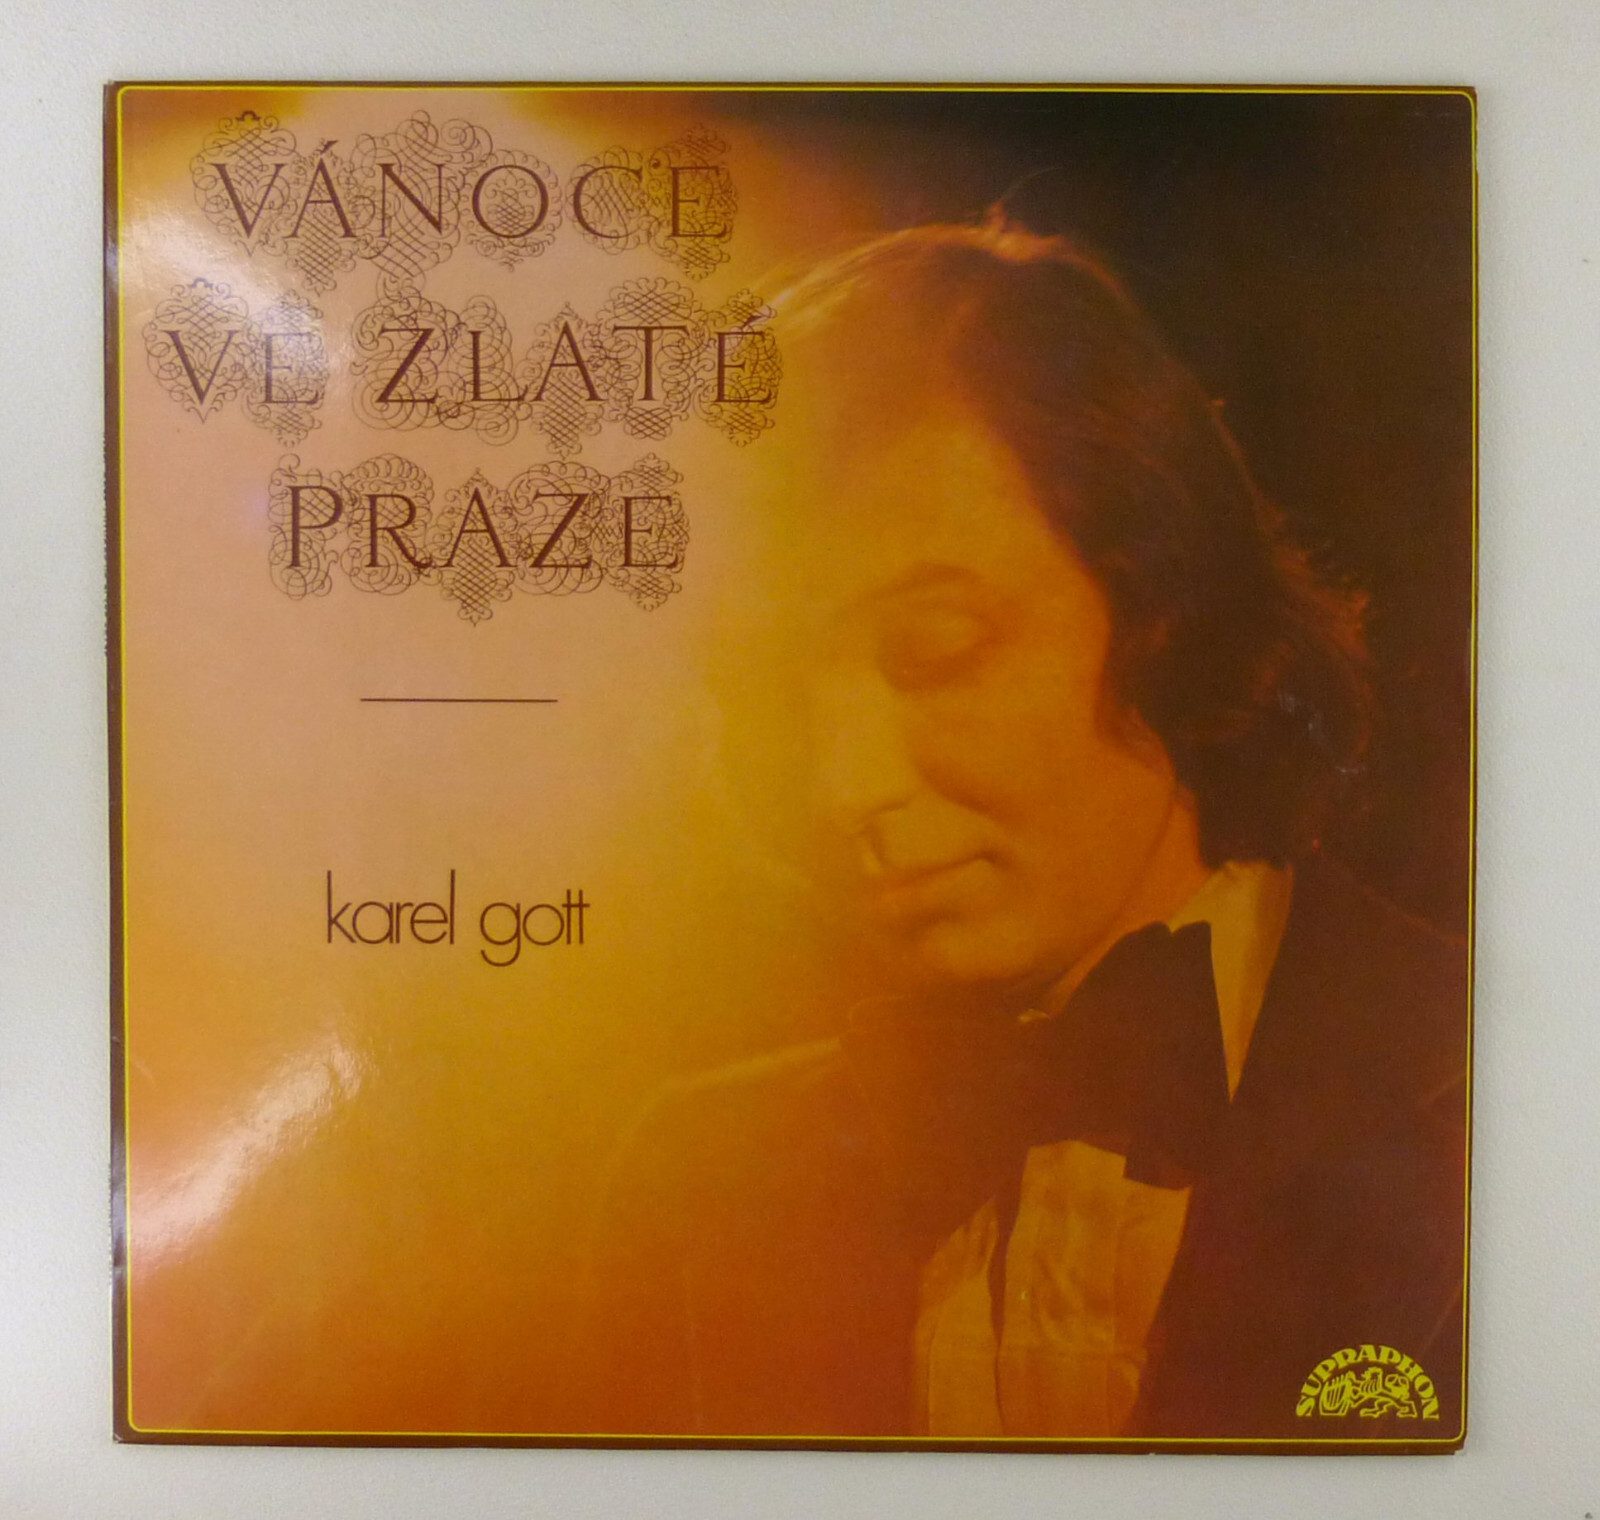 VÁNOCE
VE ZLATÉ
PRAZE
karel gott
SUPRAPHON